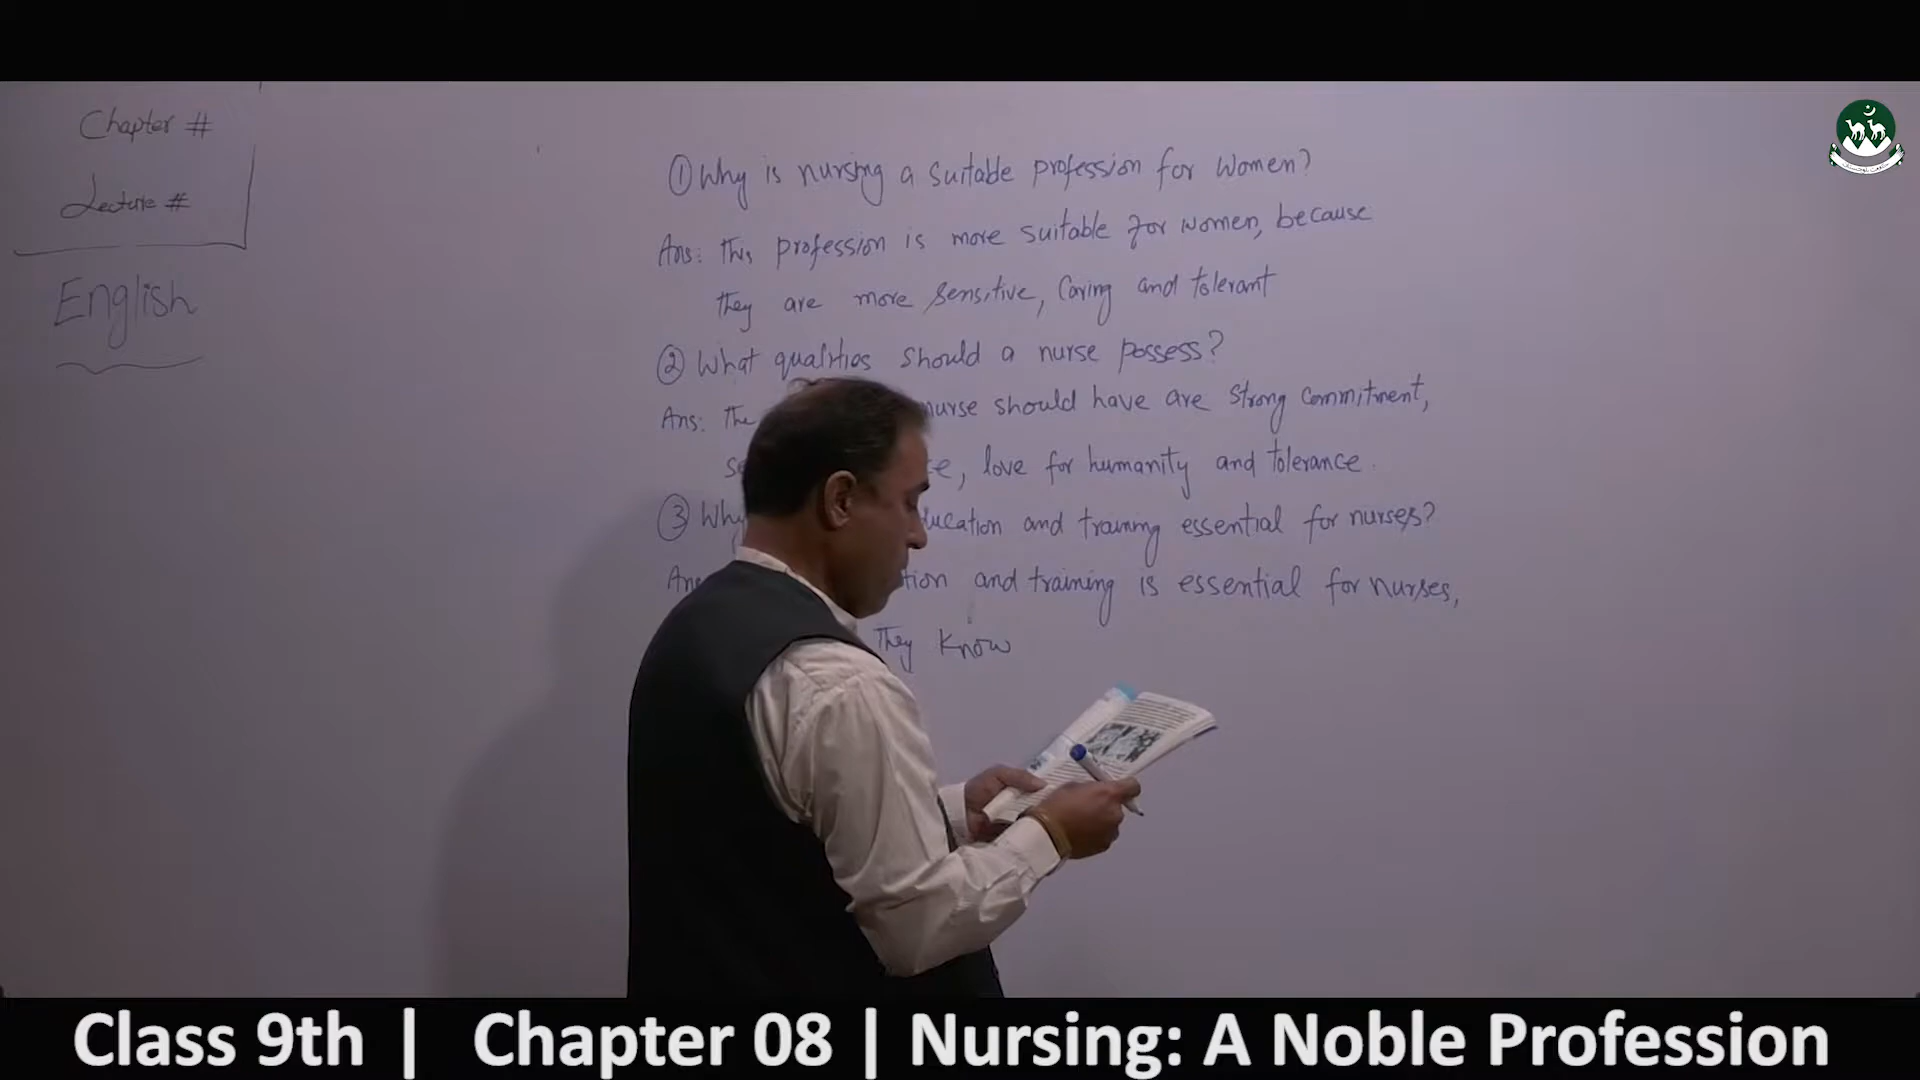 Chapter #
Lecture #
English
① Why is nursing a suitable profession for women?
Ans: This profession is more suitable for women, because
they are more sensitive, Caring and tolerant
② What qualities should a nurse possess?
Ans: The nurse should have are strong commitment,
love for humanity and tolerance.
③ Why and training essential for nurses?
and training is essential for nurses,
They know
Class 9th | Chapter 08 | Nursing: A Noble Profession